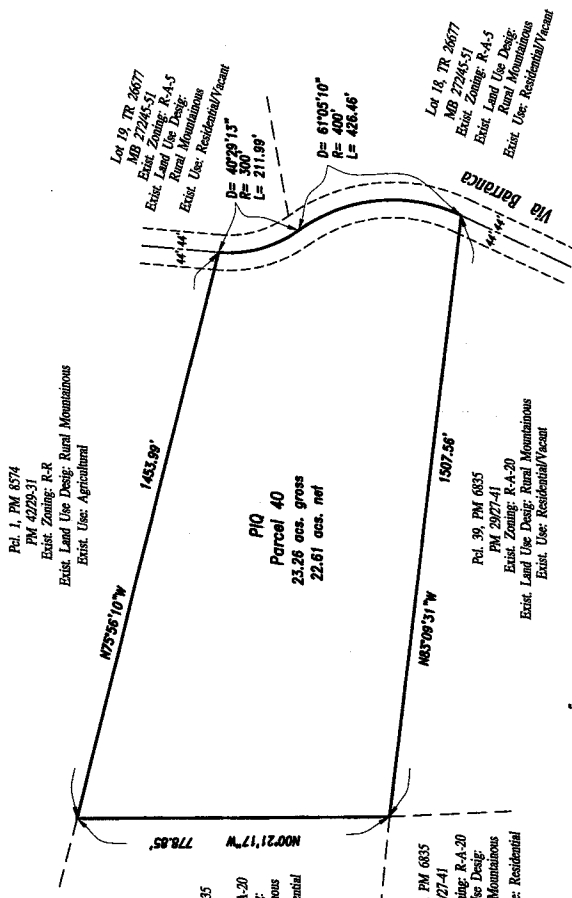 Pcl. 1, PM 8574
PM 42/29-31
Exist. Zoning: R-R
Exist. Land Use Desig: Rural Mountainous
Exist. Use: Agricultural
Lot 19, TR 26677
MB 272/45-51
Exist. Zoning: R-A-5
Exist. Land Use Desig:
Rural Mountainous
Exist. Use: Residential/Vacant
D= 40°29'13"
R= 300'
L= 211.99'
D= 61°05'10"
R= 400'
L= 426.46'
44' 44'
N75°56'10"W
1453.99'
PIQ
Parcel 40
23.26 acs. gross
22.61 acs. net
N00°21'17"W 778.85'
N83°09'31"W
1507.56'
44' 44'
Via Barranca
Lot 18, TR 26677
MB 272/45-51
Exist. Zoning: R-A-5
Exist. Land Use Desig:
Rural Mountainous
Exist. Use: Residential/Vacant
Pcl. 39, PM 6835
PM 29/27-41
Exist. Zoning: R-A-20
Exist. Land Use Desig: Rural Mountainous
Exist. Use: Residential/Vacant
35
A-20
g:
ous
ential
PM 6835
/27-41
ning: R-A-20
se Desig:
Mountainous
e: Residential